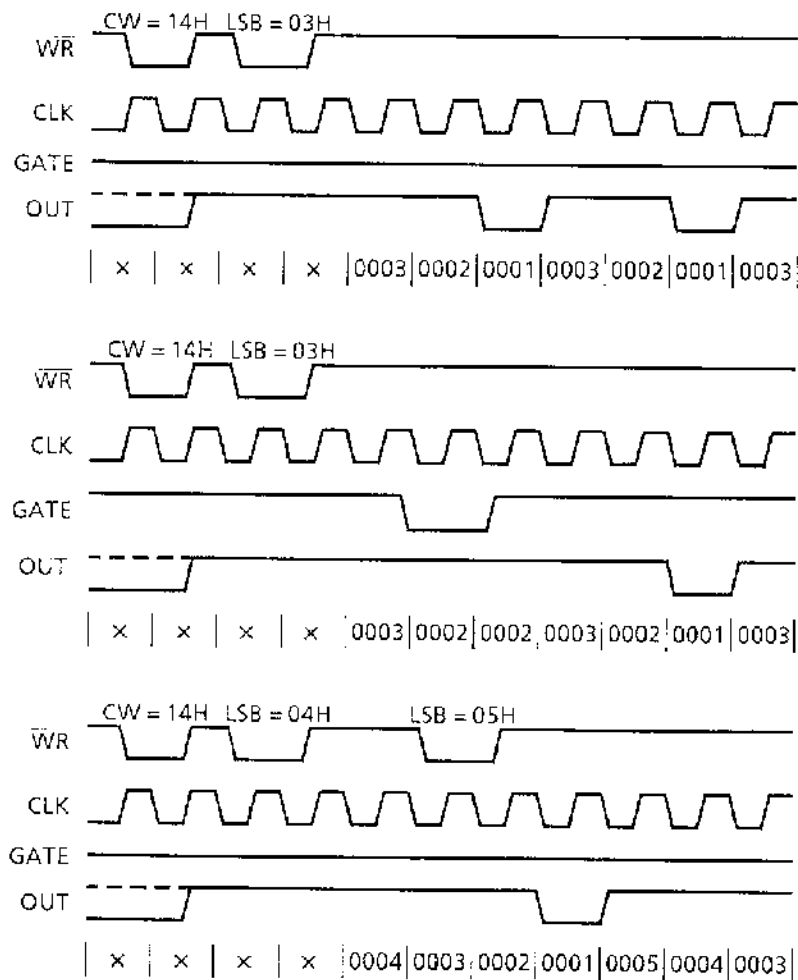 CW = 14H LSB = 03H
WR
CLK
GATE
OUT
× × × × 0003 0002 0001 0003 0002 0001 0003
CW = 14H LSB = 03H
WR
CLK
GATE
OUT
× × × × 0003 0002 0002 0003 0002 0001 0003
CW = 14H LSB = 04H LSB = 05H
WR
CLK
GATE
OUT
× × × × 0004 0003 0002 0001 0005 0004 0003